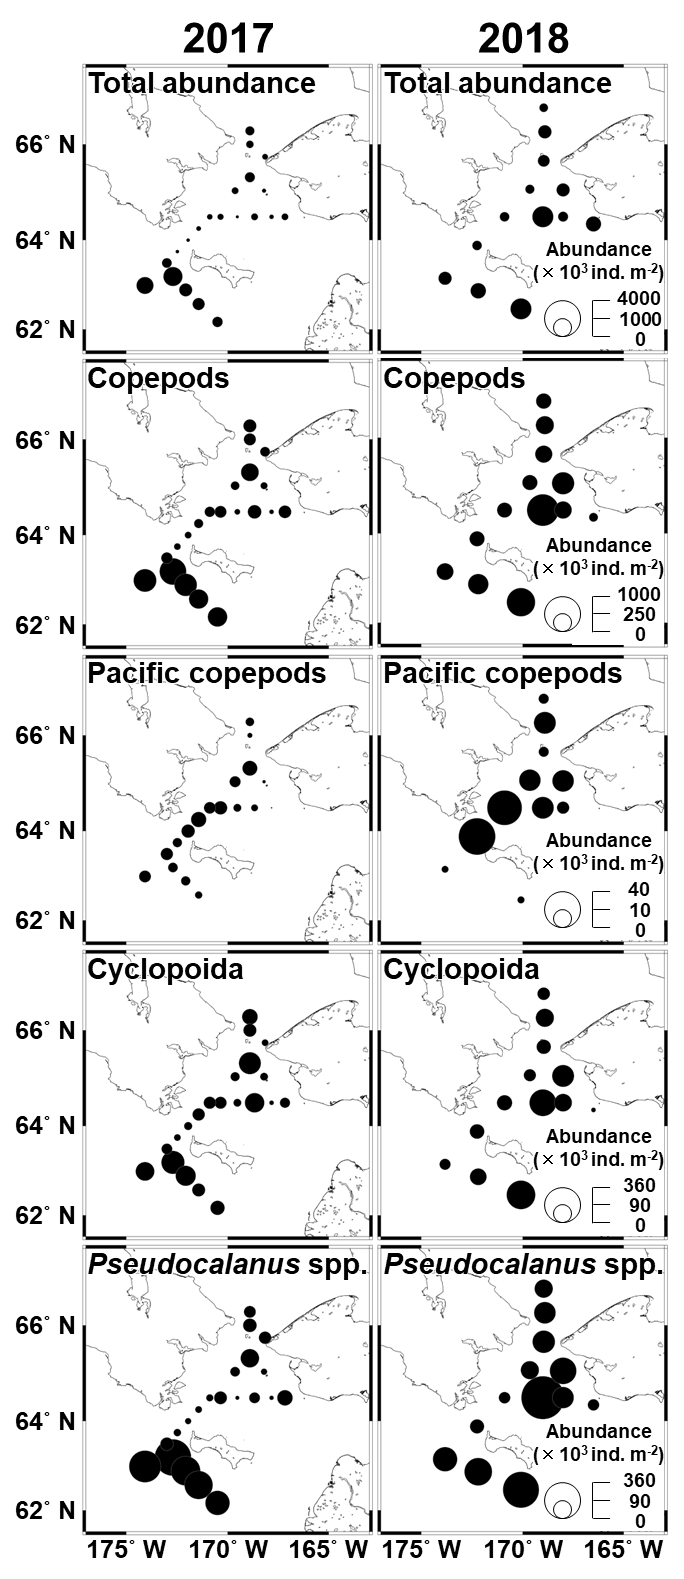 2017 2018
Total abundance Total abundance
66° N
64° N
Abundance
(× 10³ ind. m⁻²)
4000
1000
0
62° N
Copepods Copepods
66° N
64° N
Abundance
(× 10³ ind. m⁻²)
1000
250
0
62° N
Pacific copepods Pacific copepods
66° N
64° N
Abundance
(× 10³ ind. m⁻²)
40
10
0
62° N
Cyclopoida Cyclopoida
66° N
64° N
Abundance
(× 10³ ind. m⁻²)
360
90
0
62° N
Pseudocalanus spp. Pseudocalanus spp.
66° N
64° N
Abundance
(× 10³ ind. m⁻²)
360
90
0
62° N
175° W 170° W 165° W 175° W 170° W 165° W